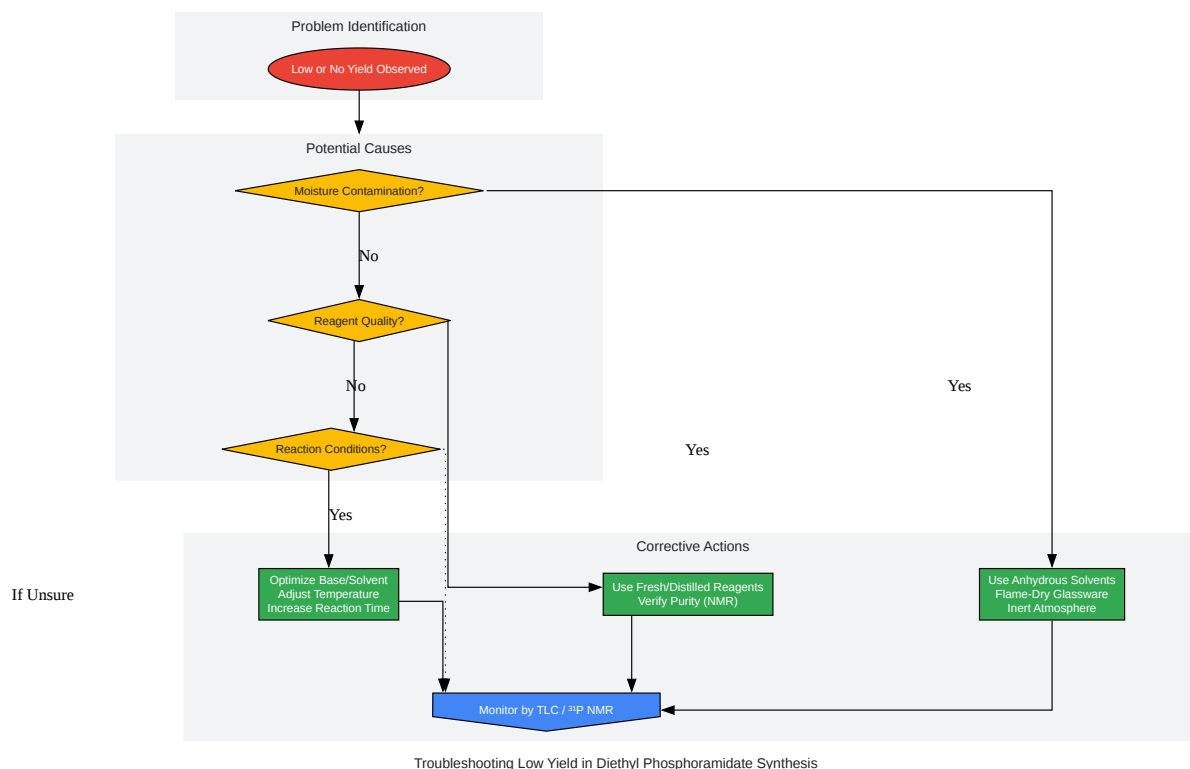 Problem Identification
Low or No Yield Observed
Potential Causes
Moisture Contamination?
No
Reagent Quality?
No
Yes
Reaction Conditions?
Yes
Yes
Corrective Actions
Optimize Base/Solvent
Adjust Temperature
Increase Reaction Time
Use Fresh/Distilled Reagents
Verify Purity (NMR)
Use Anhydrous Solvents
Flame-Dry Glassware
Inert Atmosphere
If Unsure
Monitor by TLC / ³¹P NMR
Troubleshooting Low Yield in Diethyl Phosphoramidate Synthesis